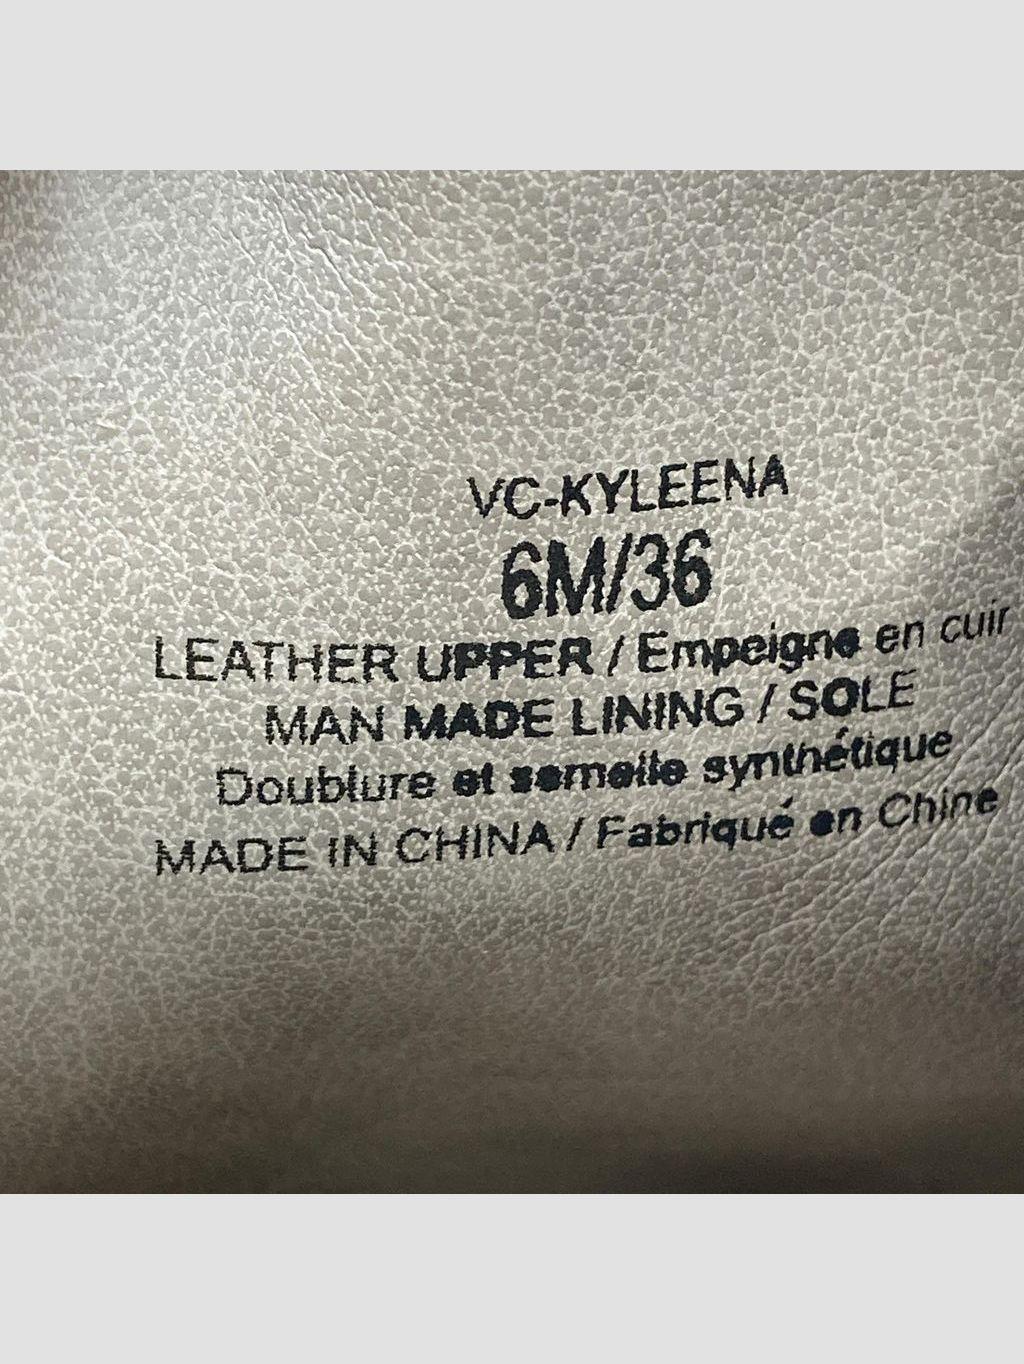 VC-KYLEENA
6M/36
LEATHER UPPER / Empeigne en cuir
MAN MADE LINING / SOLE
Doublure et semelle synthétique
MADE IN CHINA / Fabriqué en Chine